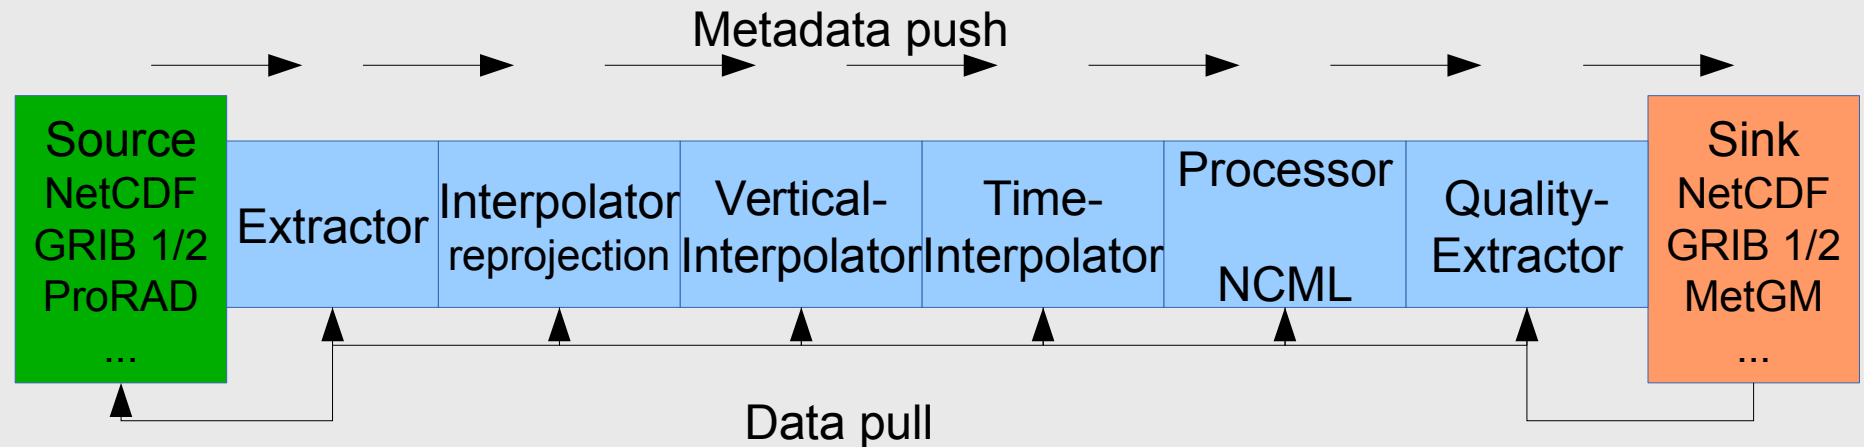 Metadata push
Source
NetCDF
GRIB 1/2
ProRAD
...
Extractor
Interpolator
reprojection
Vertical-
Interpolator
Time-
Interpolator
Processor
NCML
Quality-
Extractor
Sink
NetCDF
GRIB 1/2
MetGM
...
Data pull